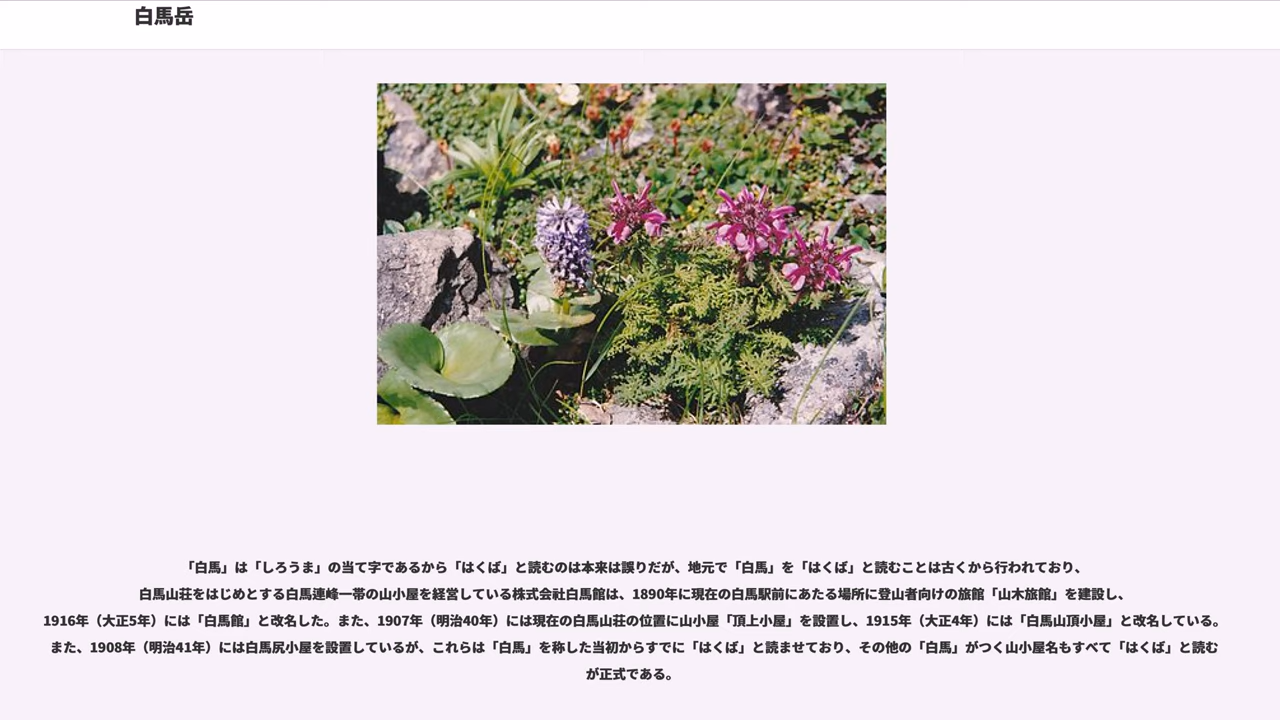 白馬岳
「白馬」は「しろうま」の当て字であるから「はくば」と読むのは本来は誤りだが、地元で「白馬」を「はくば」と読むことは古くから行われており、
白馬山荘をはじめとする白馬連峰一帯の山小屋を経営している株式会社白馬館は、1890年に現在の白馬駅前にあたる場所に登山者向けの旅館「山木旅館」を建設し、
1916年（大正5年）には「白馬館」と改名した。また、1907年（明治40年）には現在の白馬山荘の位置に山小屋「頂上小屋」を設置し、1915年（大正4年）には「白馬山頂小屋」と改名している。
また、1908年（明治41年）には白馬尻小屋を設置しているが、これらは「白馬」を称した当初からすでに「はくば」と読ませており、その他の「白馬」がつく山小屋名もすべて「はくば」と読む
が正式である。